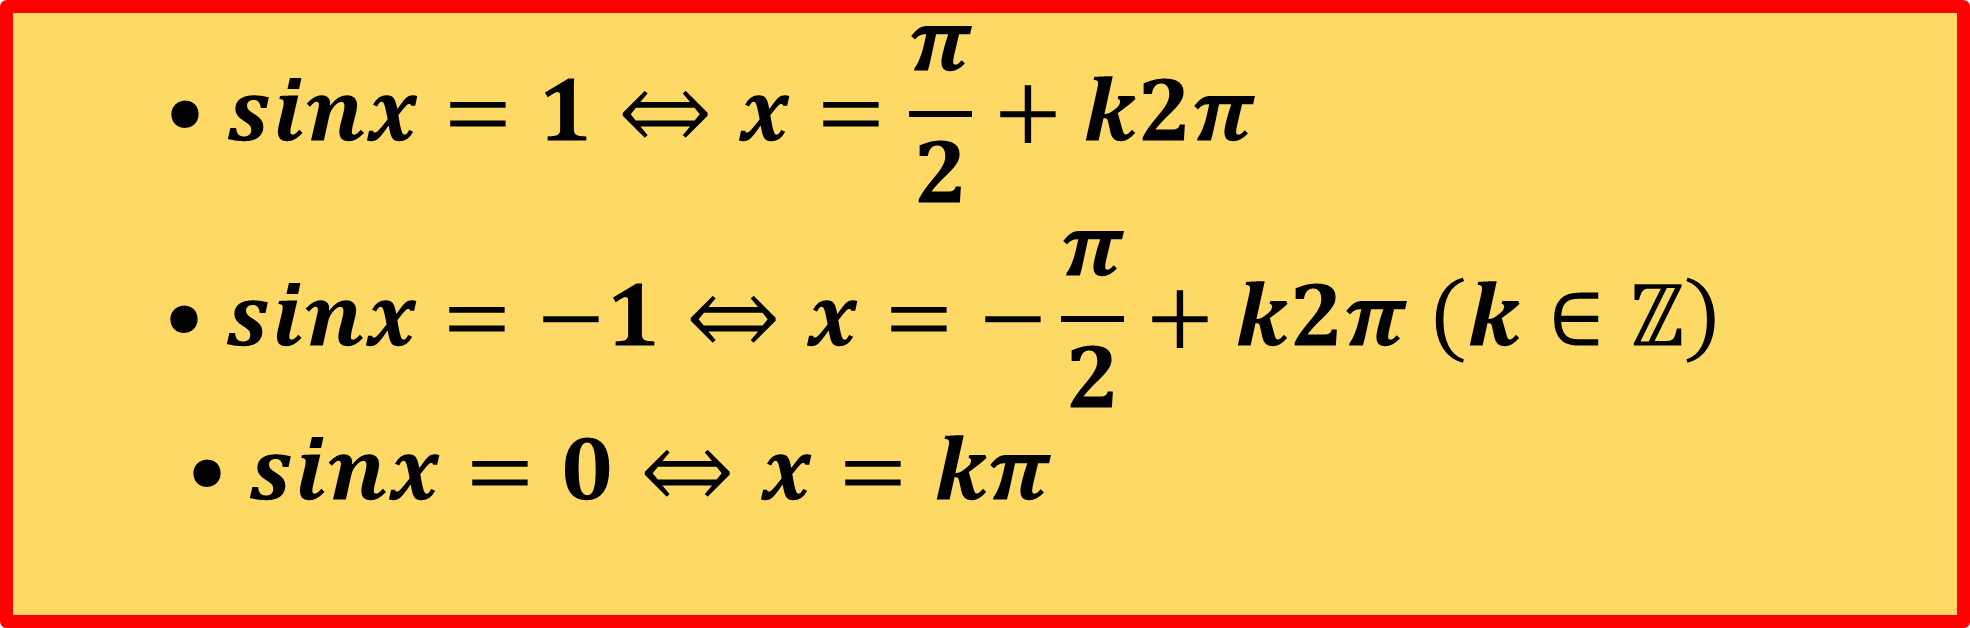 • sinx = 1 ⇔ x = π/2 + k2π
• sinx = −1 ⇔ x = −π/2 + k2π (k ∈ ℤ)
• sinx = 0 ⇔ x = kπ